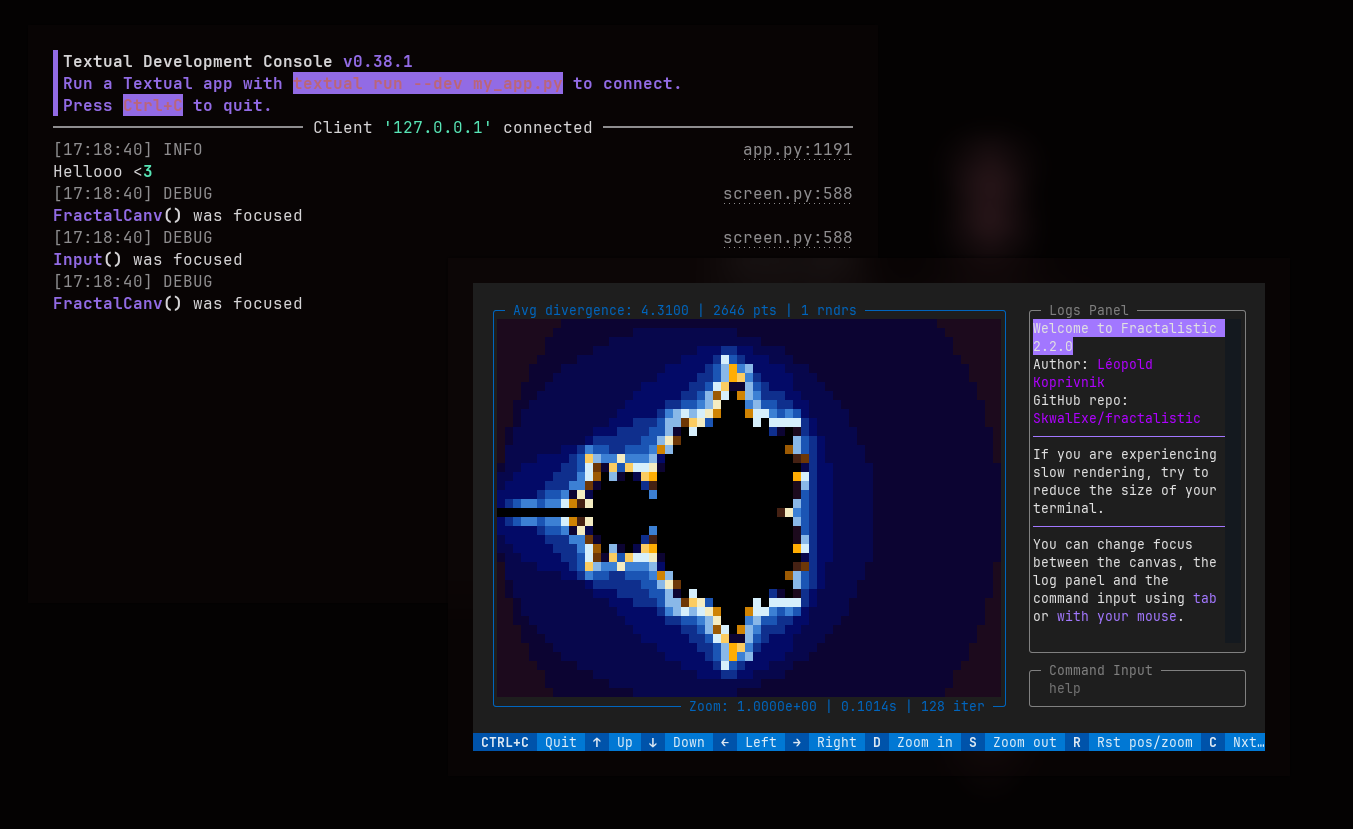 Textual Development Console v0.38.1
Run a Textual app with textual run --dev my_app.py to connect.
Press Ctrl+C to quit.
Client '127.0.0.1' connected
[17:18:40] INFO app.py:1191
Hellooo <3
[17:18:40] DEBUG screen.py:588
FractalCanv() was focused
[17:18:40] DEBUG screen.py:588
Input() was focused
[17:18:40] DEBUG
FractalCanv() was focused
Avg divergence: 4.3100 | 2646 pts | 1 rndrs
Zoom: 1.0000e+00 | 0.1014s | 128 iter
Logs Panel
Welcome to Fractalistic
2.2.0
Author: Léopold
Koprivnik
GitHub repo:
SkwalExe/fractalistic
If you are experiencing
slow rendering, try to
reduce the size of your
terminal.
You can change focus
between the canvas, the
log panel and the
command input using tab
or with your mouse.
Command Input
help
CTRL+C Quit ↑ Up ↓ Down ← Left → Right D Zoom in S Zoom out R Rst pos/zoom C Nxt…